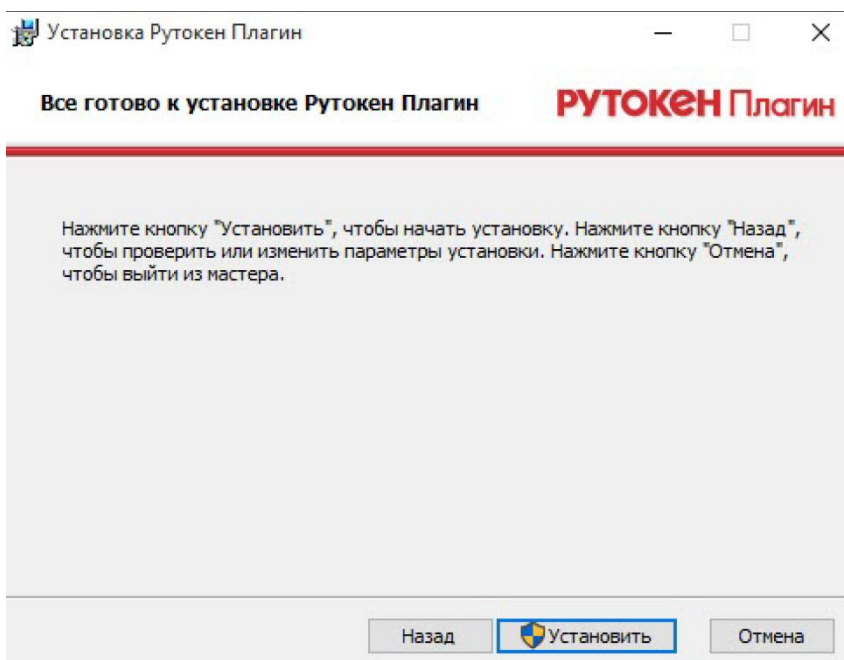 Установка Рутокен Плагин
Все готово к установке Рутокен Плагин
РУТОКЕН Плагин
Нажмите кнопку "Установить", чтобы начать установку. Нажмите кнопку "Назад",
чтобы проверить или изменить параметры установки. Нажмите кнопку "Отмена",
чтобы выйти из мастера.
Назад
Установить
Отмена